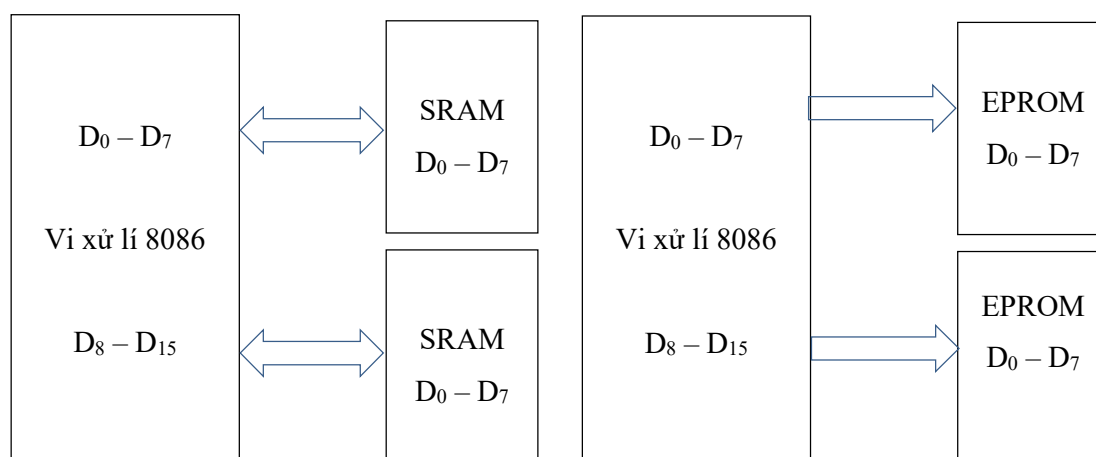 D₀ – D₇
Vi xử lí 8086
D₈ – D₁₅
SRAM
D₀ – D₇
SRAM
D₀ – D₇
D₀ – D₇
Vi xử lí 8086
D₈ – D₁₅
EPROM
D₀ – D₇
EPROM
D₀ – D₇